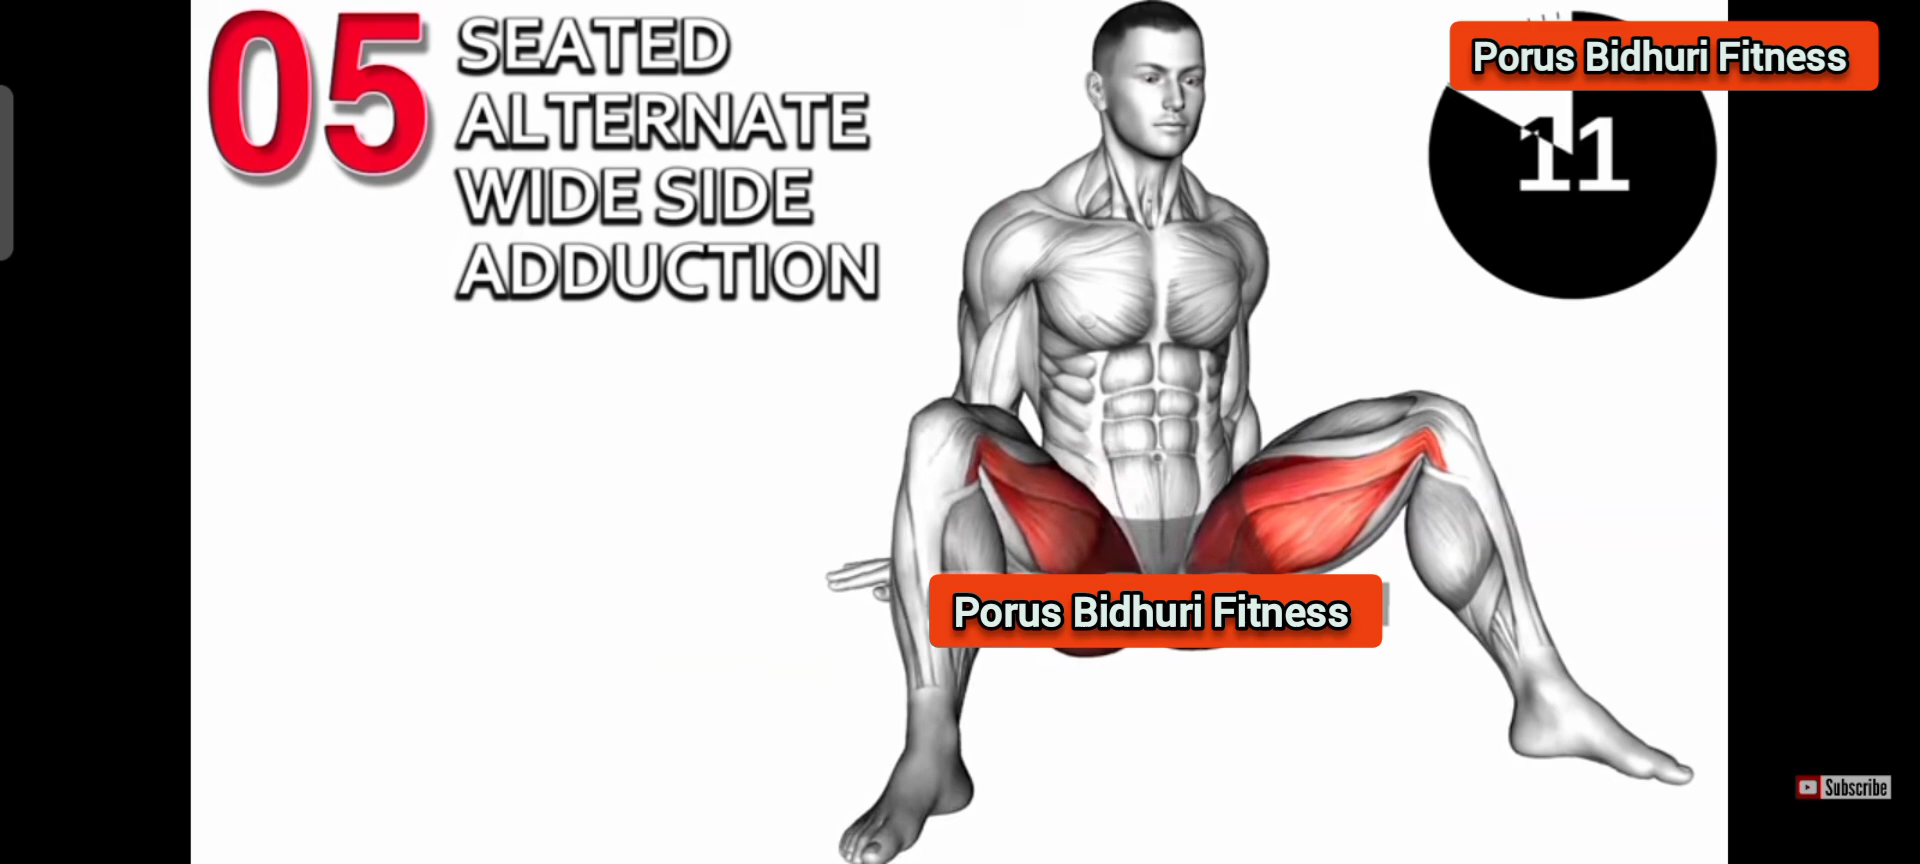 05
SEATED
ALTERNATE
WIDE SIDE
ADDUCTION
Porus Bidhuri Fitness
11
Porus Bidhuri Fitness
Subscribe